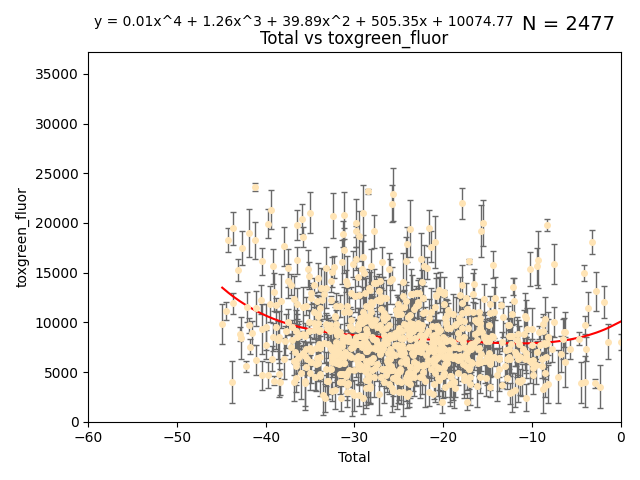 y = 0.01x^4 + 1.26x^3 + 39.89x^2 + 505.35x + 10074.77 N = 2477
Total vs toxgreen_fluor
35000
30000
25000
20000
15000
10000
5000
0
toxgreen_fluor
−60 −50 −40 −30 −20 −10 0
Total